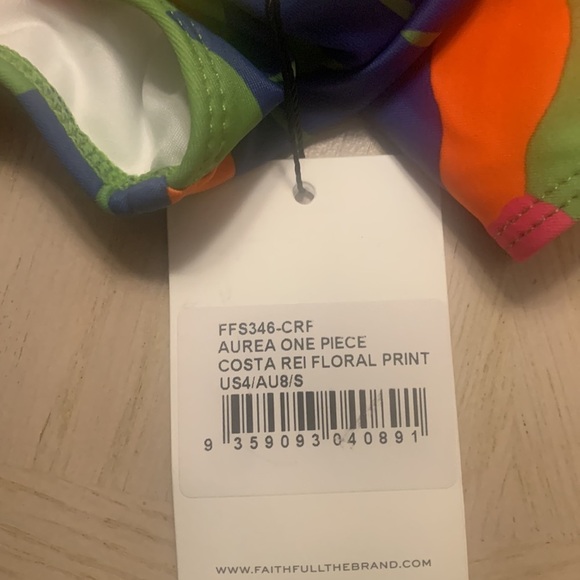 FFS346-CRF
AUREA ONE PIECE
COSTA REI FLORAL PRINT
US4/AU8/S
9 359093 040891
WWW.FAITHFULLTHEBRAND.COM